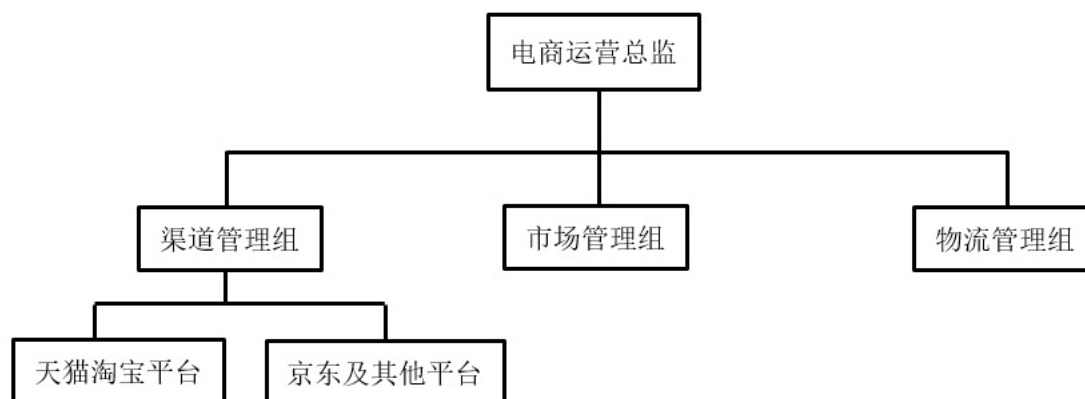 电商运营总监
渠道管理组
市场管理组
物流管理组
天猫淘宝平台
京东及其他平台